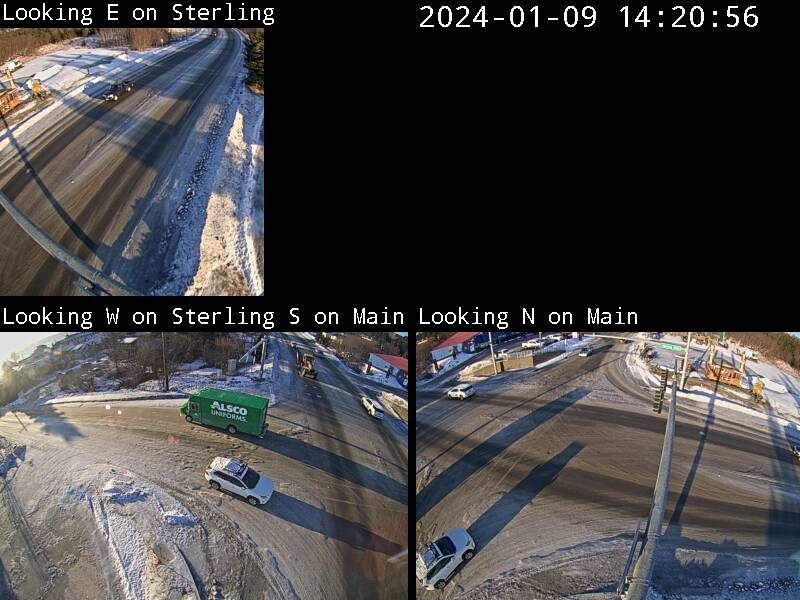 Looking E on Sterling
2024-01-09 14:20:56
Looking W on Sterling S on Main
Looking N on Main
ALSCO
UNIFORMS